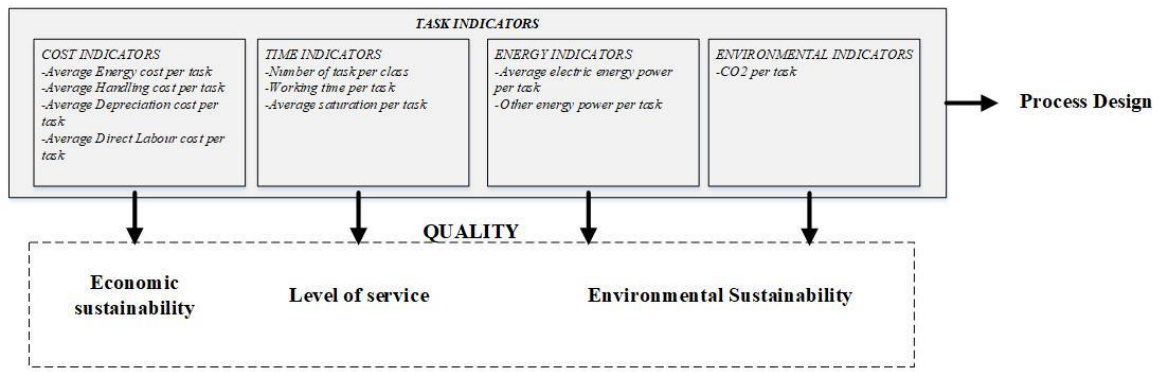 TASK INDICATORS
COST INDICATORS
-Average Energy cost per task
-Average Handling cost per task
-Average Depreciation cost per
task
-Average Direct Labour cost per
task
TIME INDICATORS
-Number of task per class
-Working time per task
-Average saturation per task
ENERGY INDICATORS
-Average electric energy power
per task
-Other energy power per task
ENVIRONMENTAL INDICATORS
-CO2 per task
Process Design
QUALITY
Economic
sustainability
Level of service
Environmental Sustainability